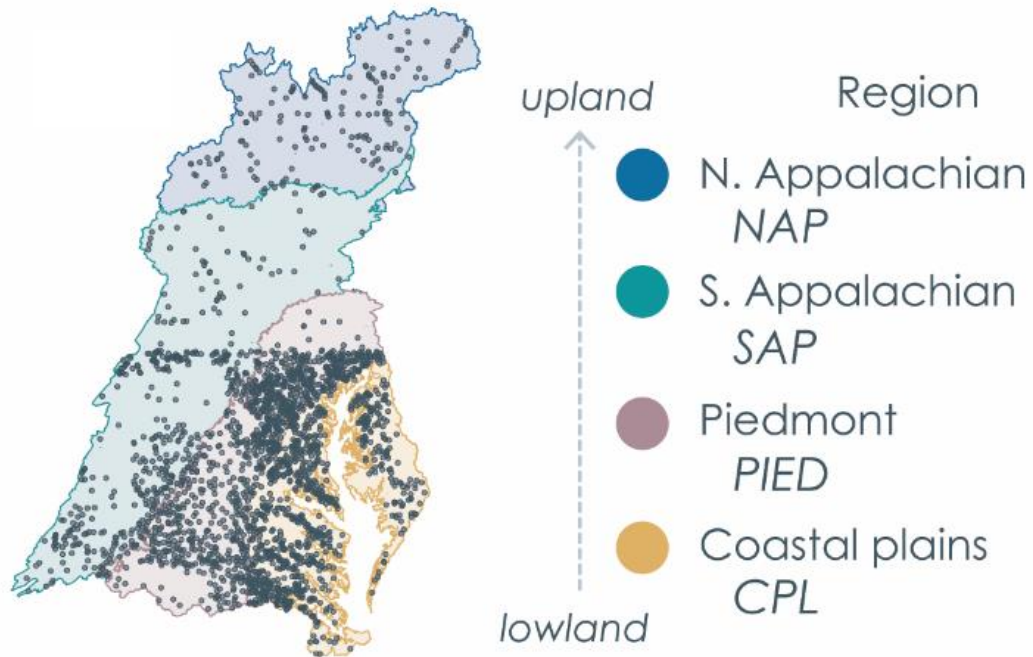 upland
Region
N. Appalachian
NAP
S. Appalachian
SAP
Piedmont
PIED
Coastal plains
CPL
lowland